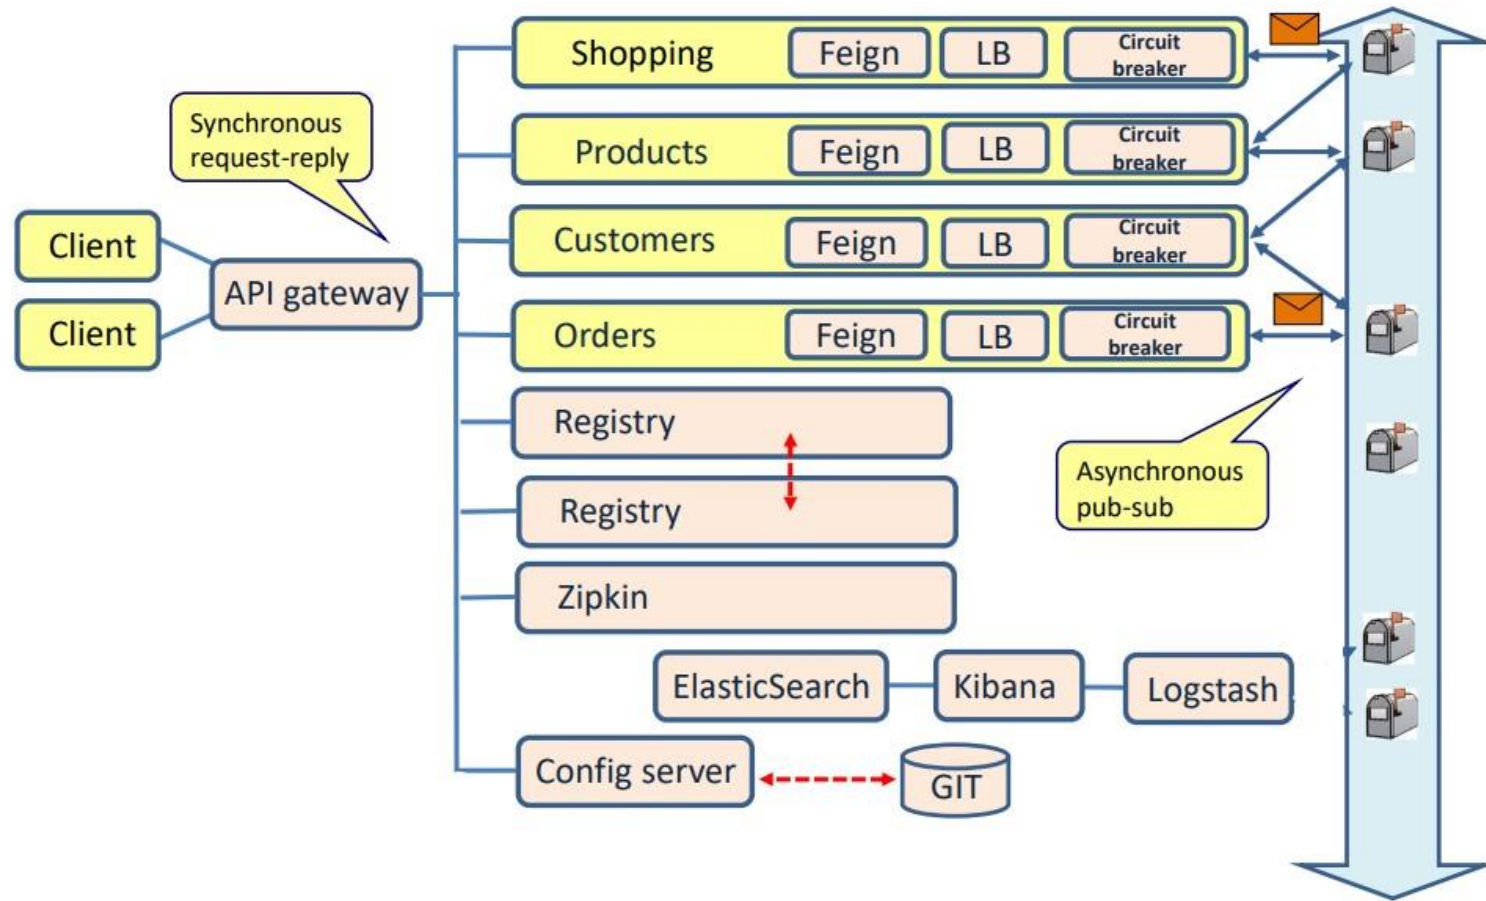 Shopping
Feign
LB
Circuit
breaker
Synchronous
request-reply
Products
Feign
LB
Circuit
breaker
Client
Customers
Feign
LB
Circuit
breaker
API gateway
Client
Orders
Feign
LB
Circuit
breaker
Registry
Asynchronous
pub-sub
Registry
Zipkin
ElasticSearch
Kibana
Logstash
Config server
GIT